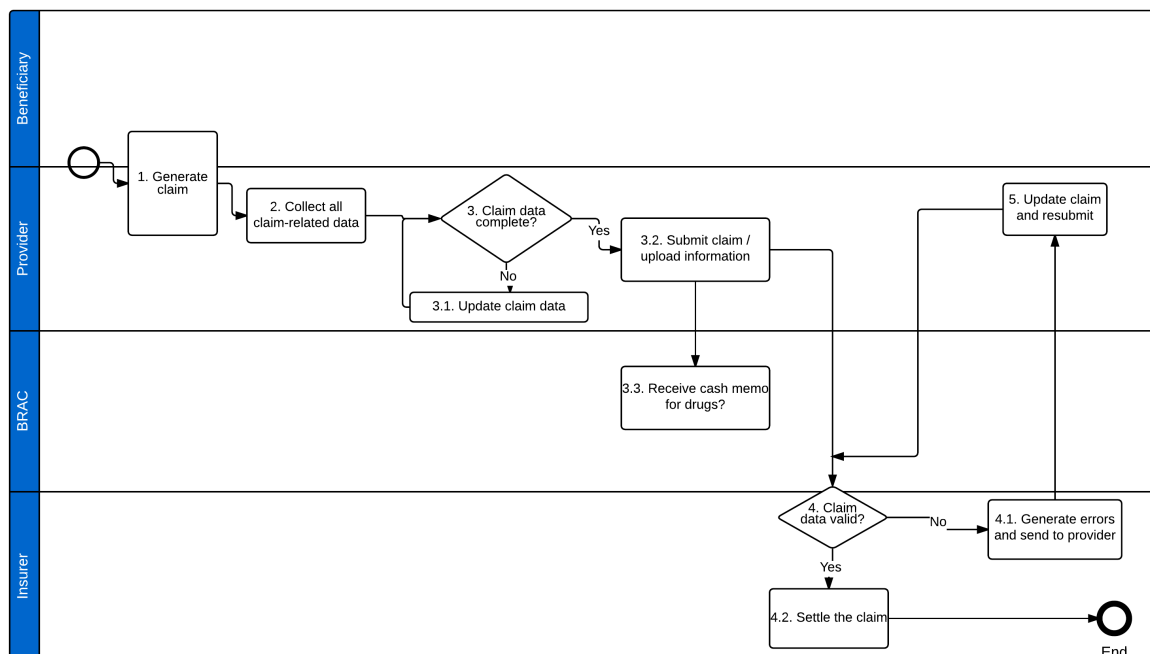 Beneficiary
1. Generate
claim
Provider
2. Collect all
claim-related data
3. Claim data
complete?
Yes
No
3.1. Update claim data
3.2. Submit claim /
upload information
5. Update claim
and resubmit
BRAC
3.3. Receive cash memo
for drugs?
Insurer
4. Claim
data valid?
No
4.1. Generate errors
and send to provider
Yes
4.2. Settle the claim
End